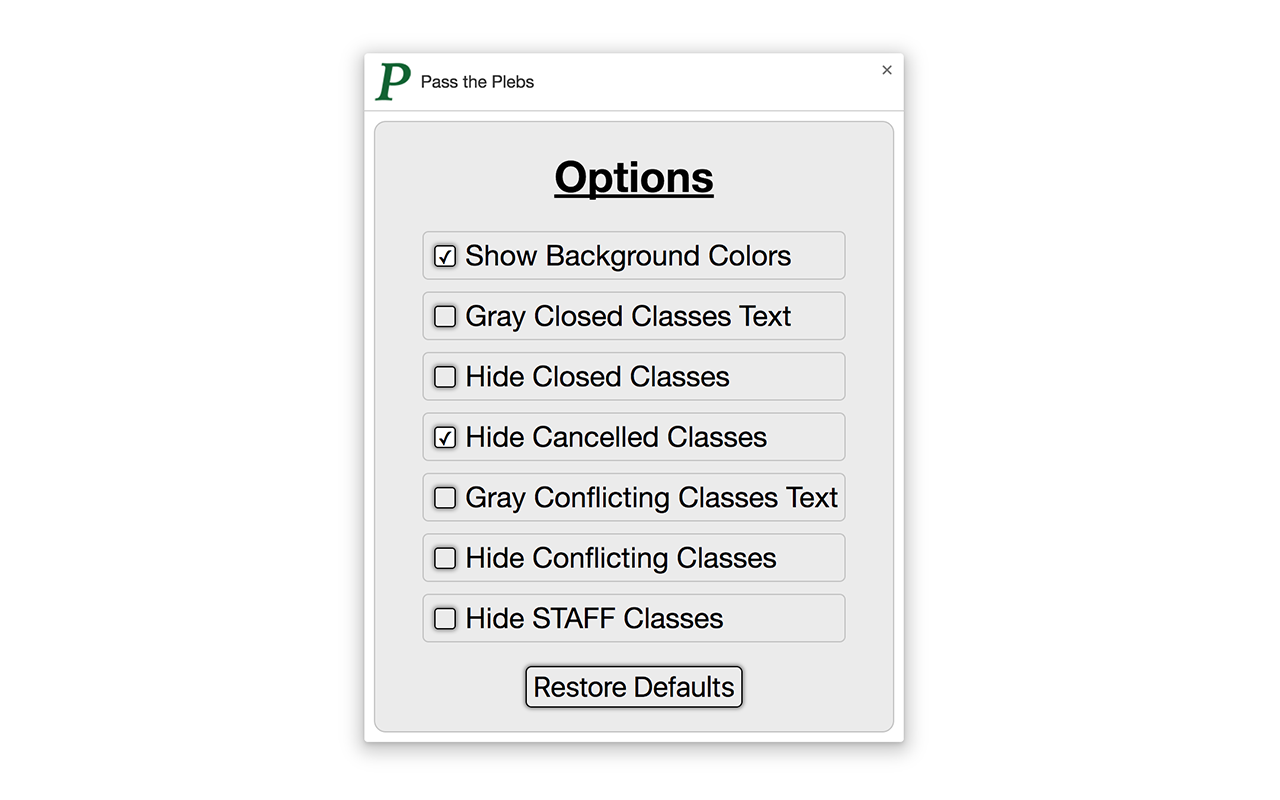 P Pass the Plebs
Options
Show Background Colors
Gray Closed Classes Text
Hide Closed Classes
Hide Cancelled Classes
Gray Conflicting Classes Text
Hide Conflicting Classes
Hide STAFF Classes
Restore Defaults